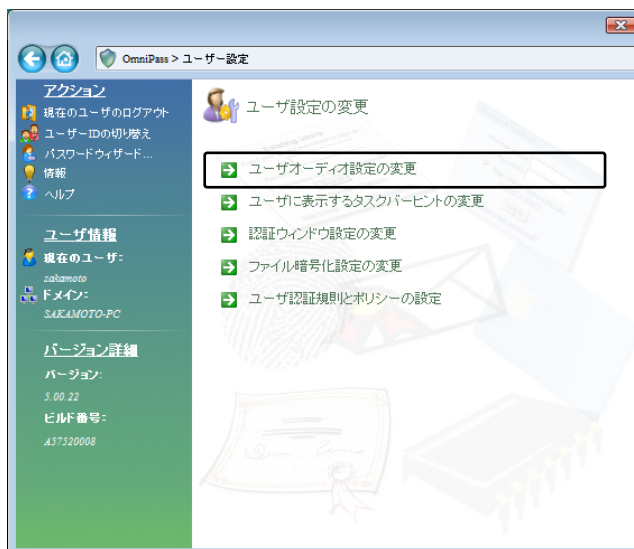 OmniPass > ユーザー設定
アクション
現在のユーザのログアウト
ユーザーIDの切り替え
パスワードウィザード...
情報
ヘルプ
ユーザ情報
現在のユーザ:
sakamoto
ドメイン:
SAKAMOTO-PC
バージョン詳細
バージョン:
5.00.22
ビルド番号:
A57520008
ユーザ設定の変更
ユーザオーディオ設定の変更
ユーザに表示するタスクバーヒントの変更
認証ウィンドウ設定の変更
ファイル暗号化設定の変更
ユーザ認証規則とポリシーの設定